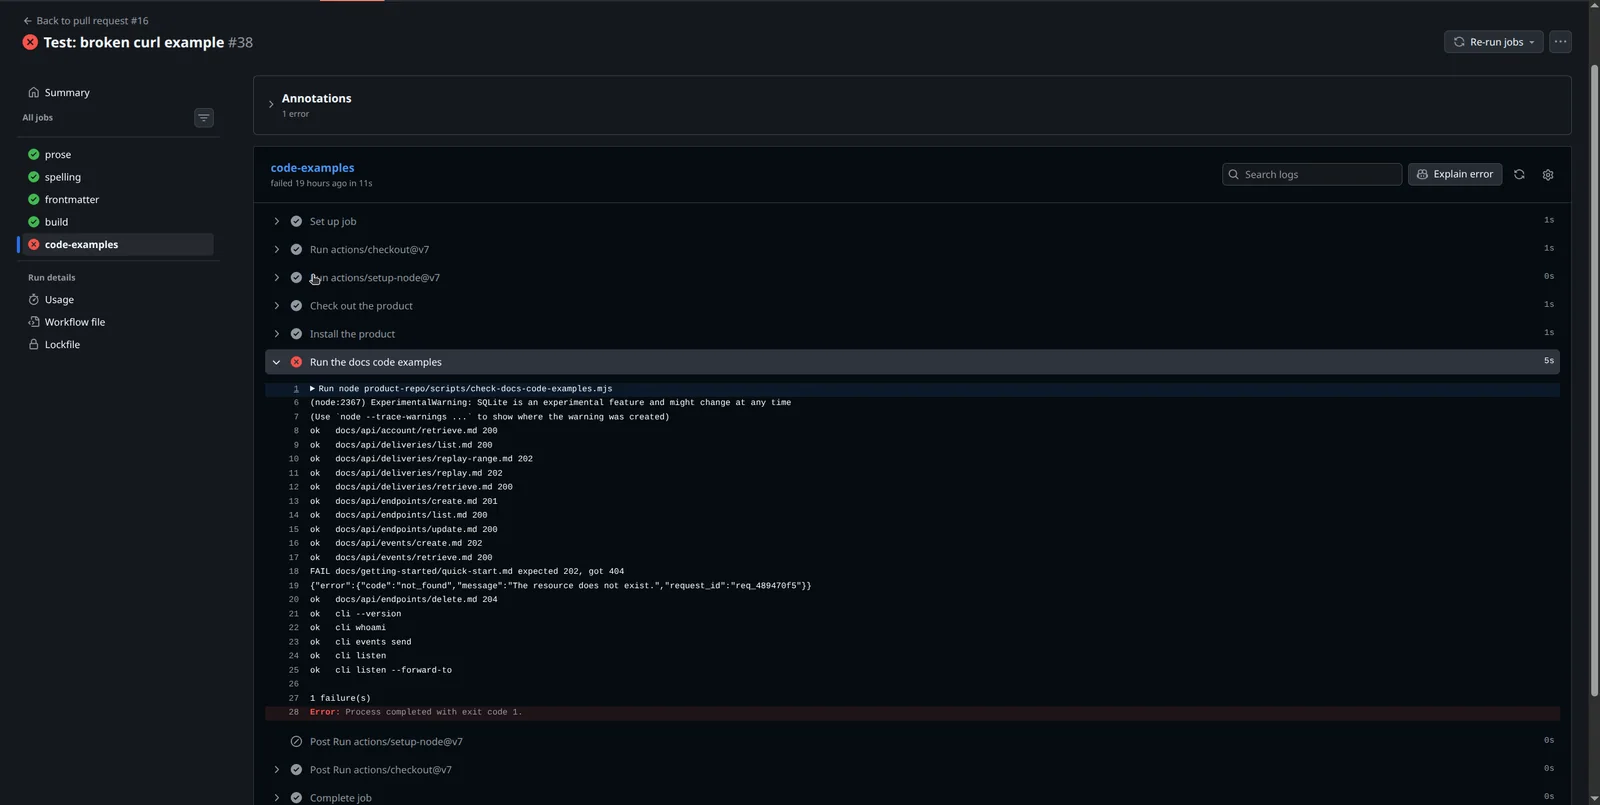 ← Back to pull request #16
Test: broken curl example #38
Re-run jobs
Summary
All jobs
prose
spelling
frontmatter
build
code-examples
Run details
Usage
Workflow file
Lockfile
Annotations
1 error
code-examples
failed 19 hours ago in 11s
Search logs
Explain error
Set up job 1s
Run actions/checkout@v7 1s
Run actions/setup-node@v7 0s
Check out the product 1s
Install the product 1s
Run the docs code examples 5s
1 ▶ Run node product-repo/scripts/check-docs-code-examples.mjs
6 (node:2367) ExperimentalWarning: SQLite is an experimental feature and might change at any time
7 (Use `node --trace-warnings ...` to show where the warning was created)
8 ok docs/api/account/retrieve.md 200
9 ok docs/api/deliveries/list.md 200
10 ok docs/api/deliveries/replay-range.md 202
11 ok docs/api/deliveries/replay.md 202
12 ok docs/api/deliveries/retrieve.md 200
13 ok docs/api/endpoints/create.md 201
14 ok docs/api/endpoints/list.md 200
15 ok docs/api/endpoints/update.md 200
16 ok docs/api/events/create.md 202
17 ok docs/api/events/retrieve.md 200
18 FAIL docs/getting-started/quick-start.md expected 202, got 404
19 {"error":{"code":"not_found","message":"The resource does not exist.","request_id":"req_489470f5"}}
20 ok docs/api/endpoints/delete.md 204
21 ok cli --version
22 ok cli whoami
23 ok cli events send
24 ok cli listen
25 ok cli listen --forward-to
26
27 1 failure(s)
28 Error: Process completed with exit code 1.
Post Run actions/setup-node@v7 0s
Post Run actions/checkout@v7 0s
Complete job 0s